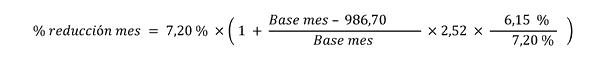 % reducción mes = 7,20 % × ( 1 + Base mes – 986,70 / Base mes × 2,52 × 6,15 % / 7,20 % )